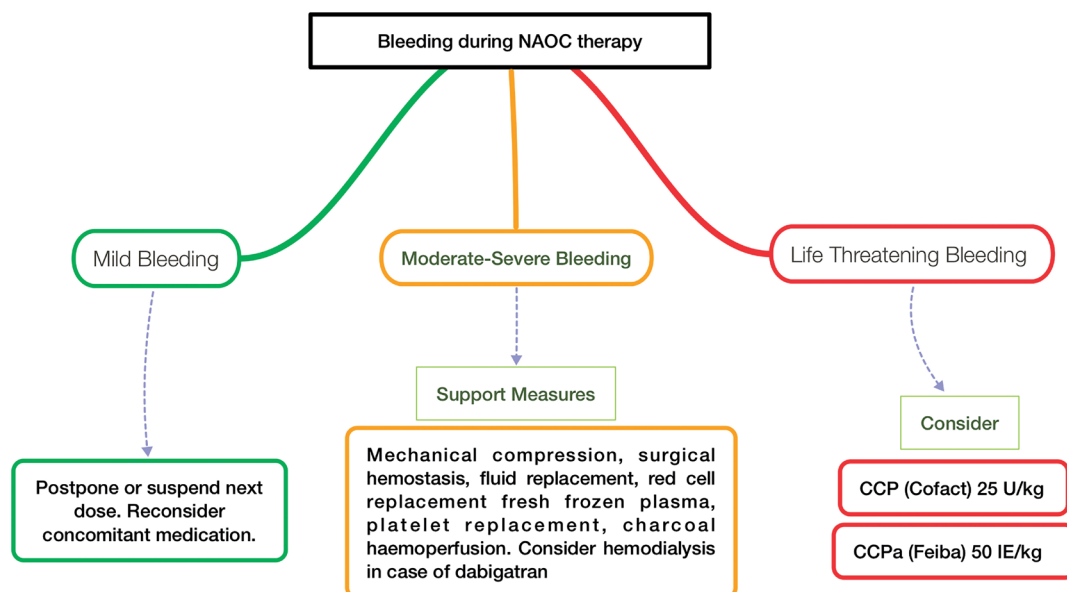 Bleeding during NAOC therapy
Mild Bleeding
Moderate-Severe Bleeding
Life Threatening Bleeding
Support Measures
Consider
Postpone or suspend next
dose. Reconsider
concomitant medication.
Mechanical compression, surgical
hemostasis, fluid replacement, red cell
replacement fresh frozen plasma,
platelet replacement, charcoal
haemoperfusion. Consider hemodialysis
in case of dabigatran
CCP (Cofact) 25 U/kg
CCPa (Feiba) 50 IE/kg